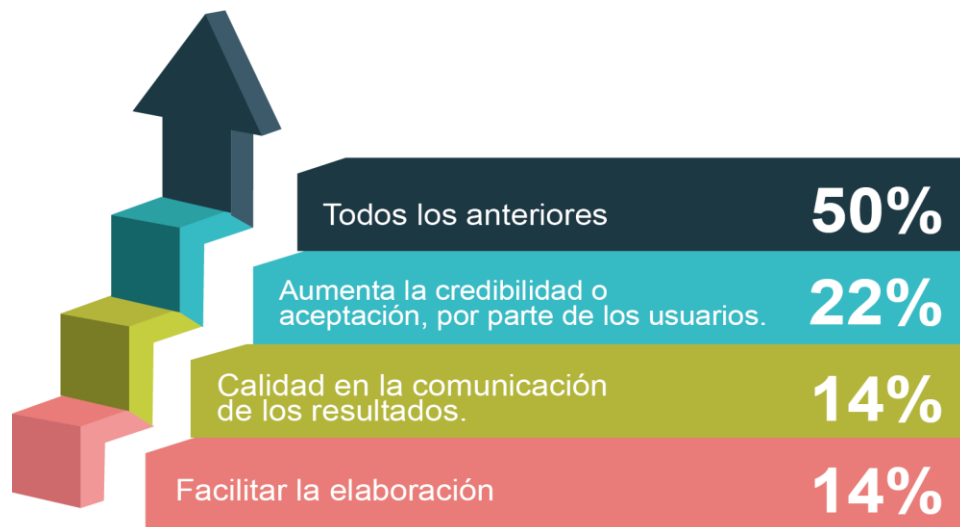 Todos los anteriores
50%
Aumenta la credibilidad o
aceptación, por parte de los usuarios.
22%
Calidad en la comunicación
de los resultados.
14%
Facilitar la elaboración
14%